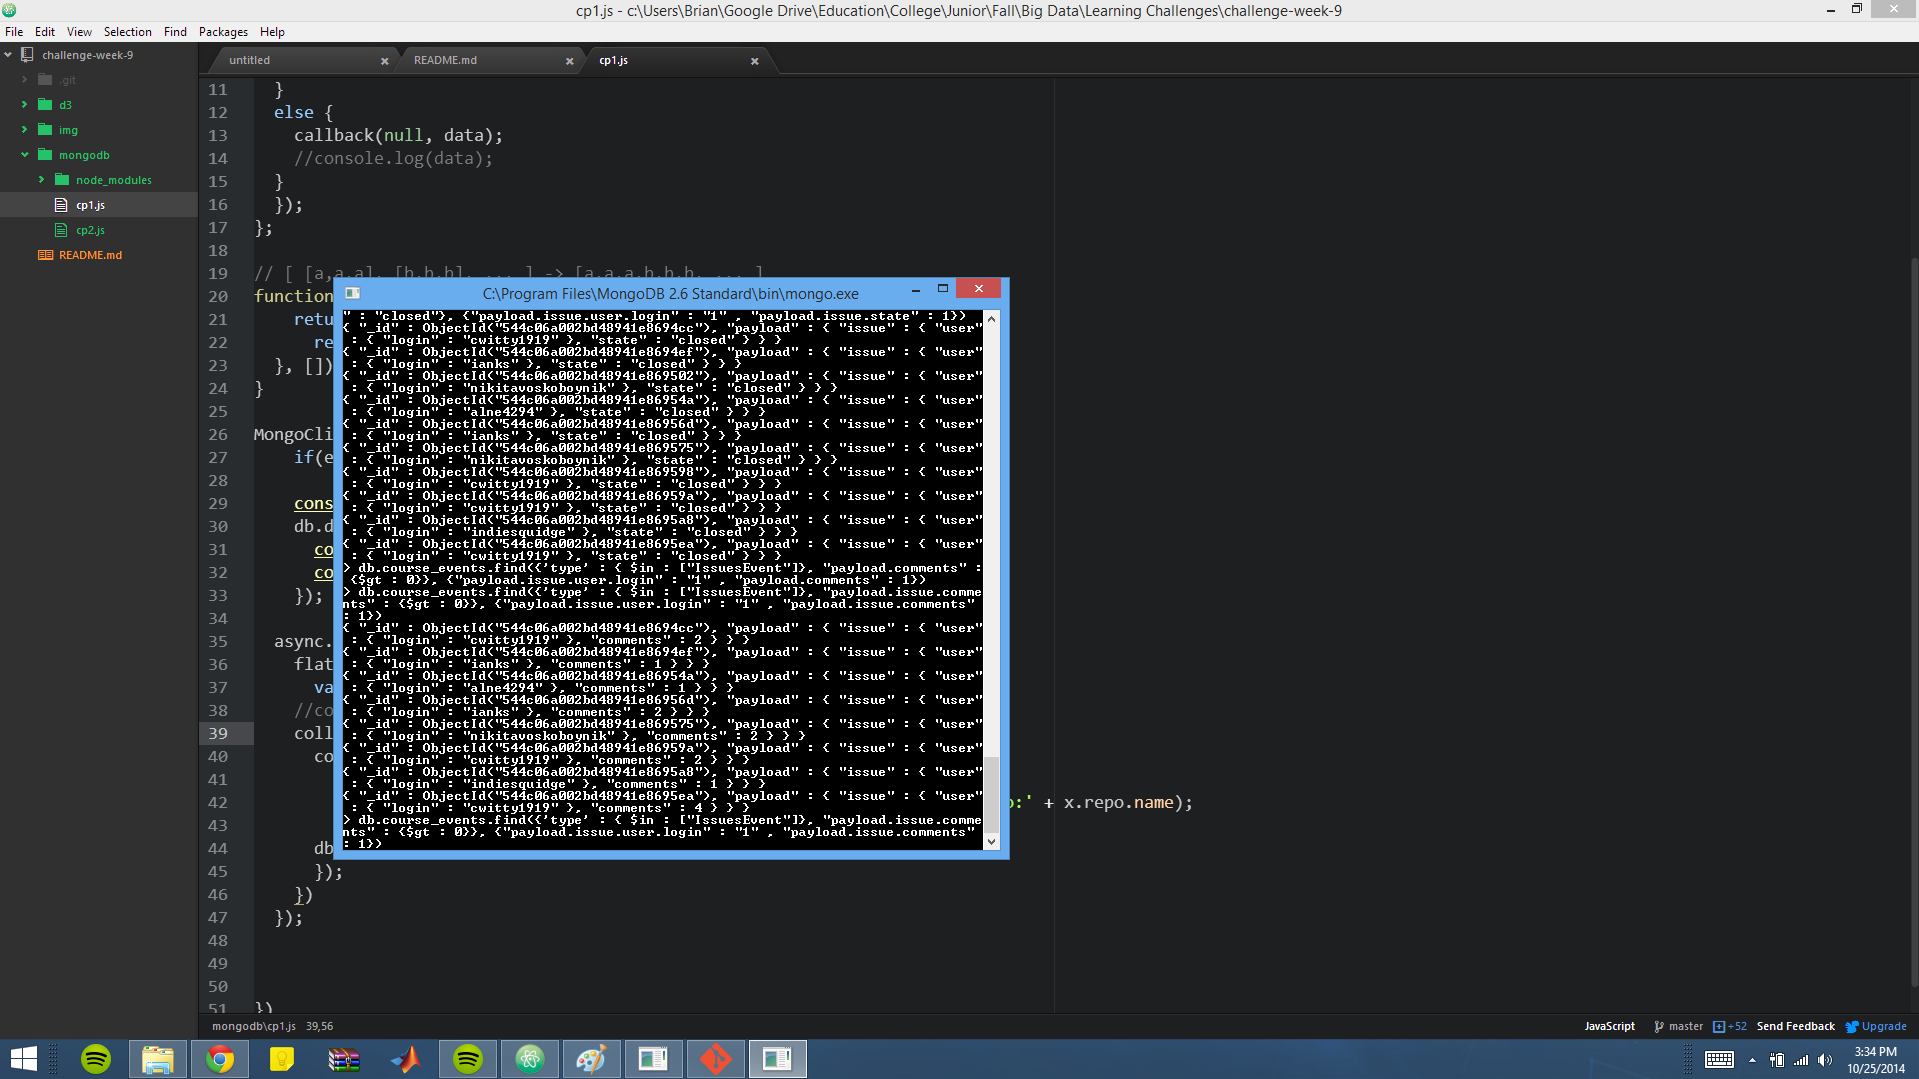 cp1.js - c:\Users\Brian\Google Drive\Education\College\Junior\Fall\Big Data\Learning Challenges\challenge-week-9
File Edit View Selection Find Packages Help
challenge-week-9
.git
d3
img
mongodb
node_modules
cp1.js
cp2.js
README.md
untitled README.md cp1.js
11 }
12 else {
13 callback(null, data);
14 //console.log(data);
15 }
16 });
17 };
18
19 // [ [a,a,a], [b,b,b], ... ] -> [a,a,a,b,b,b, ... ]
20 function
21 retu
22 re
23 }, [])
24 }
25
26 MongoCli
27 if(e
28
29 cons
30 db.d
31 co
32 co
33 });
34
35 async.
36 flat
37 va
38 //co
39 coll
40 co
41
42 o:' + x.repo.name);
43
44 db
45 });
46 })
47 });
48
49
50
51 })
C:\Program Files\MongoDB 2.6 Standard\bin\mongo.exe
" : "closed"}, {"payload.issue.user.login" : "1" , "payload.issue.state" : 1})
{ "_id" : ObjectId("544c06a002bd48941e8694cc"), "payload" : { "issue" : { "user"
: { "login" : "cwitty1919" }, "state" : "closed" } } }
{ "_id" : ObjectId("544c06a002bd48941e8694ef"), "payload" : { "issue" : { "user"
: { "login" : "ianks" }, "state" : "closed" } } }
{ "_id" : ObjectId("544c06a002bd48941e869502"), "payload" : { "issue" : { "user"
: { "login" : "nikitavoskoboynik" }, "state" : "closed" } } }
{ "_id" : ObjectId("544c06a002bd48941e86954a"), "payload" : { "issue" : { "user"
: { "login" : "alne4294" }, "state" : "closed" } } }
{ "_id" : ObjectId("544c06a002bd48941e86956d"), "payload" : { "issue" : { "user"
: { "login" : "ianks" }, "state" : "closed" } } }
{ "_id" : ObjectId("544c06a002bd48941e869575"), "payload" : { "issue" : { "user"
: { "login" : "nikitavoskoboynik" }, "state" : "closed" } } }
{ "_id" : ObjectId("544c06a002bd48941e869598"), "payload" : { "issue" : { "user"
: { "login" : "cwitty1919" }, "state" : "closed" } } }
{ "_id" : ObjectId("544c06a002bd48941e86959a"), "payload" : { "issue" : { "user"
: { "login" : "cwitty1919" }, "state" : "closed" } } }
{ "_id" : ObjectId("544c06a002bd48941e8695a8"), "payload" : { "issue" : { "user"
: { "login" : "indiesquidge" }, "state" : "closed" } } }
{ "_id" : ObjectId("544c06a002bd48941e8695ea"), "payload" : { "issue" : { "user"
: { "login" : "cwitty1919" }, "state" : "closed" } } }
> db.course_events.find({'type' : { $in : ["IssuesEvent"]}, "payload.comments" :
{$gt : 0}}, {"payload.issue.user.login" : "1" , "payload.comments" : 1})
> db.course_events.find({'type' : { $in : ["IssuesEvent"]}, "payload.issue.comme
nts" : {$gt : 0}}, {"payload.issue.user.login" : "1" , "payload.issue.comments"
: 1})
{ "_id" : ObjectId("544c06a002bd48941e8694cc"), "payload" : { "issue" : { "user"
: { "login" : "cwitty1919" }, "comments" : 2 } } }
{ "_id" : ObjectId("544c06a002bd48941e8694ef"), "payload" : { "issue" : { "user"
: { "login" : "ianks" }, "comments" : 1 } } }
{ "_id" : ObjectId("544c06a002bd48941e86954a"), "payload" : { "issue" : { "user"
: { "login" : "alne4294" }, "comments" : 1 } } }
{ "_id" : ObjectId("544c06a002bd48941e86956d"), "payload" : { "issue" : { "user"
: { "login" : "ianks" }, "comments" : 2 } } }
{ "_id" : ObjectId("544c06a002bd48941e869575"), "payload" : { "issue" : { "user"
: { "login" : "nikitavoskoboynik" }, "comments" : 2 } } }
{ "_id" : ObjectId("544c06a002bd48941e86959a"), "payload" : { "issue" : { "user"
: { "login" : "cwitty1919" }, "comments" : 2 } } }
{ "_id" : ObjectId("544c06a002bd48941e8695a8"), "payload" : { "issue" : { "user"
: { "login" : "indiesquidge" }, "comments" : 1 } } }
{ "_id" : ObjectId("544c06a002bd48941e8695ea"), "payload" : { "issue" : { "user"
: { "login" : "cwitty1919" }, "comments" : 4 } } }
> db.course_events.find({'type' : { $in : ["IssuesEvent"]}, "payload.issue.comme
nts" : {$gt : 0}}, {"payload.issue.user.login" : "1" , "payload.issue.comments"
: 1})
mongodb\cp1.js 39,56 JavaScript master +52 Send Feedback Upgrade
3:34 PM
10/25/2014